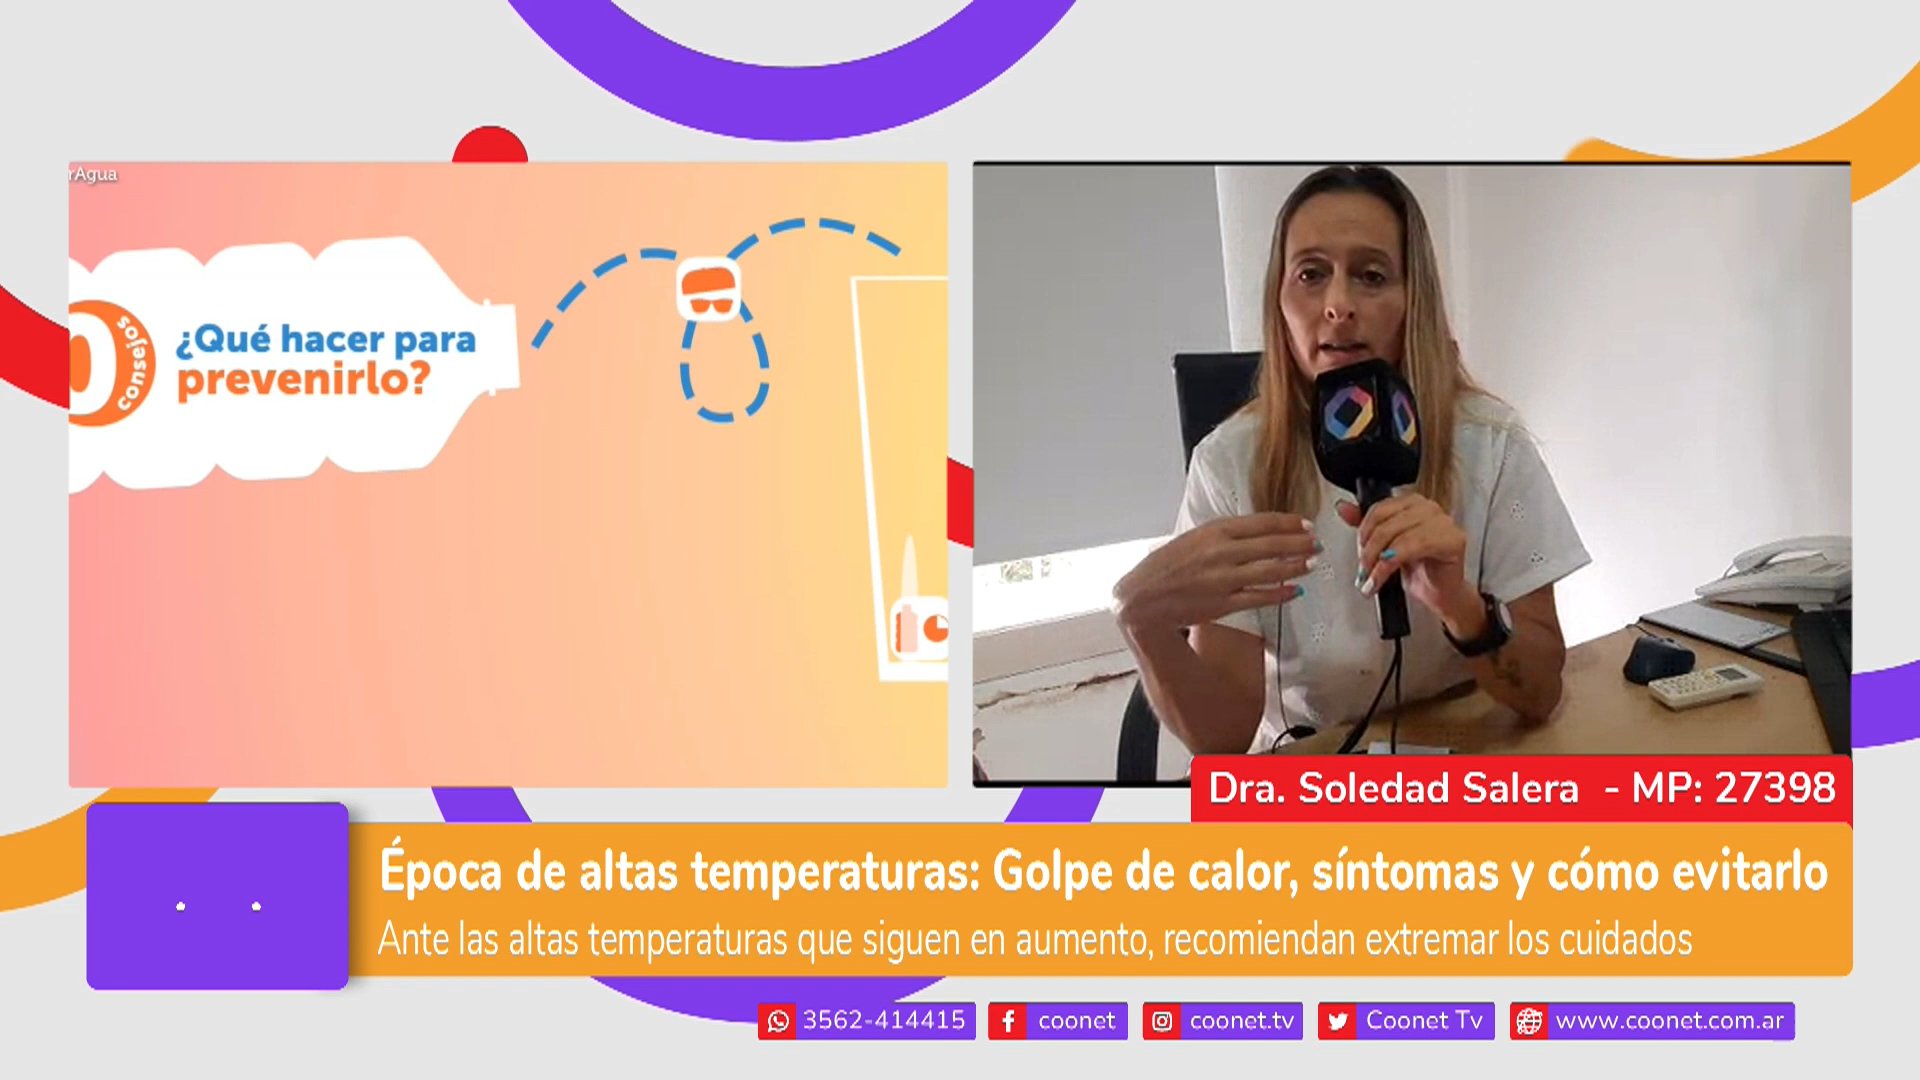 rAgua
consejos
¿Qué hacer para
prevenirlo?
Dra. Soledad Salera - MP: 27398
Época de altas temperaturas: Golpe de calor, síntomas y cómo evitarlo
Ante las altas temperaturas que siguen en aumento, recomiendan extremar los cuidados
3562-414415
coonet
coonet.tv
Coonet Tv
www.coonet.com.ar